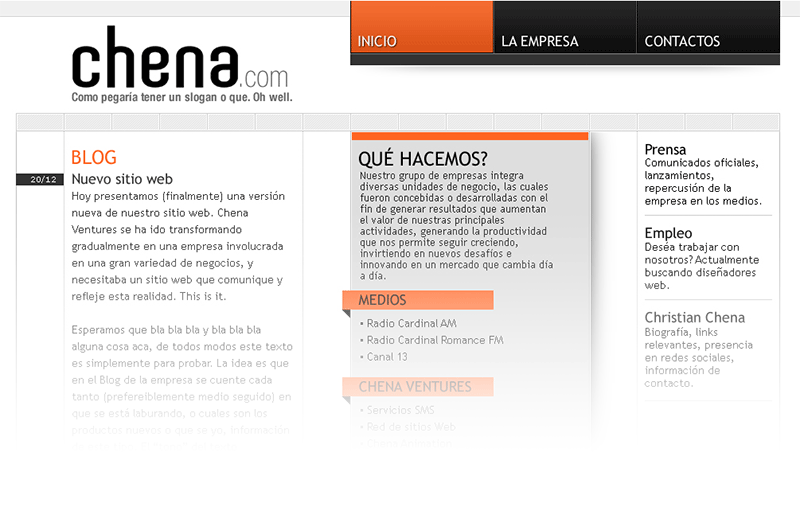 INICIO
LA EMPRESA
CONTACTOS
chena.com
Como pegaría tener un slogan o que. Oh well.
BLOG
20/12
Nuevo sitio web
Hoy presentamos (finalmente) una versión
nueva de nuestro sitio web. Chena
Ventures se ha ido transformando
gradualmente en una empresa involucrada
en una gran variedad de negocios, y
necesitaba un sitio web que comunique y
refleje esta realidad. This is it.
Esperamos que bla bla bla y bla bla bla
alguna cosa aca, de todos modos este texto
es simplemente para probar. La idea es que
en el Blog de la empresa se cuente cada
tanto (prefereiblemente medio seguido) en
que se está laburando, o cuales son los
productos nuevos o que se yo, información
QUÉ HACEMOS?
Nuestro grupo de empresas integra
diversas unidades de negocio, las cuales
fueron concebidas o desarrolladas con el
fin de generar resultados que aumentan
el valor de nuestras principales
actividades, generando la productividad
que nos permite seguir creciendo,
invirtiendo en nuevos desafíos e
innovando en un mercado que cambia día
a día.
MEDIOS
▪ Radio Cardinal AM
▪ Radio Cardinal Romance FM
▪ Canal 13
CHENA VENTURES
▪ Servicios SMS
▪ Red de sitios Web
Prensa
Comunicados oficiales,
lanzamientos,
repercusión de la
empresa en los medios.
Empleo
Deséa trabajar con
nosotros? Actualmente
buscando diseñadores
web.
Christian Chena
Biografía, links
relevantes, presencia
en redes sociales,
información de
contacto.